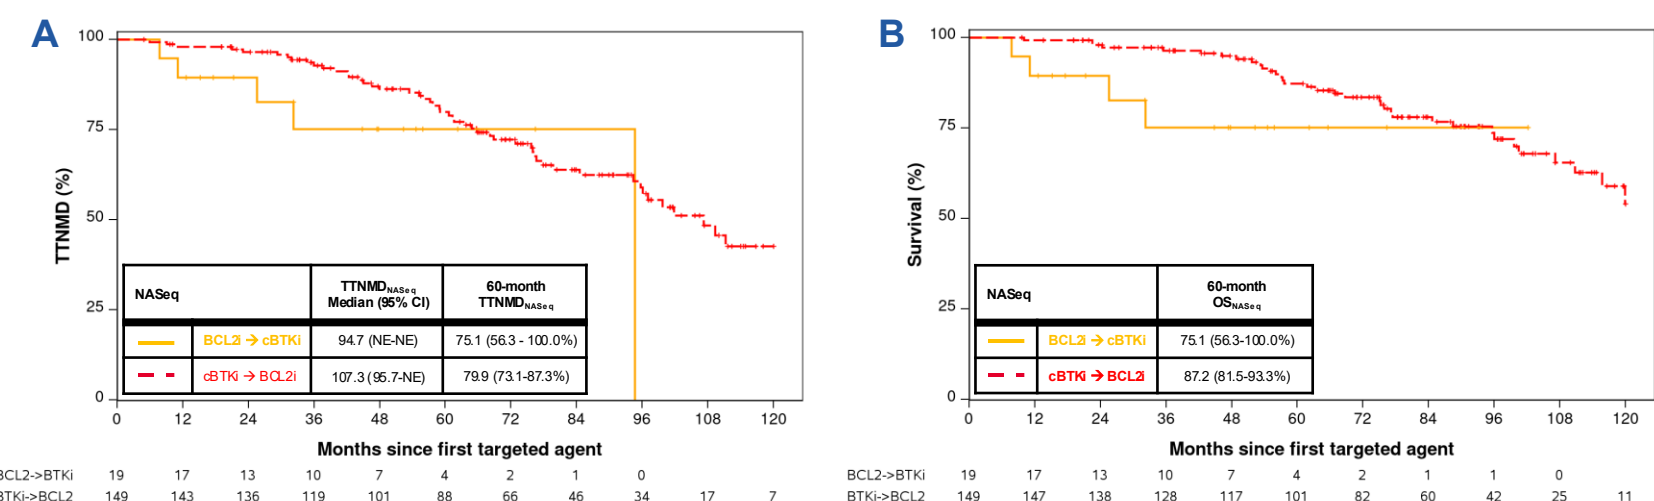 A
100
75
50
25
0
TTNMD (%)
NASeq
TTNMDNASeq
Median (95% CI)
60-month
TTNMDNASeq
BCL2i → cBTKi
94.7 (NE-NE)
75.1 (56.3 - 100.0%)
cBTKi → BCL2i
107.3 (95.7-NE)
79.9 (73.1-87.3%)
0 12 24 36 48 60 72 84 96 108 120
Months since first targeted agent
BCL2->BTKi 19 17 13 10 7 4 2 1 0
BTKi->BCL2 149 143 136 119 101 88 66 46 34 17 7
B
100
75
50
25
0
Survival (%)
NASeq
60-month
OSNASeq
BCL2i → cBTKi
75.1 (56.3-100.0%)
cBTKi → BCL2i
87.2 (81.5-93.3%)
0 12 24 36 48 60 72 84 96 108 120
Months since first targeted agent
BCL2->BTKi 19 17 13 10 7 4 2 1 1 0
BTKi->BCL2 149 147 138 128 117 101 82 60 42 25 11